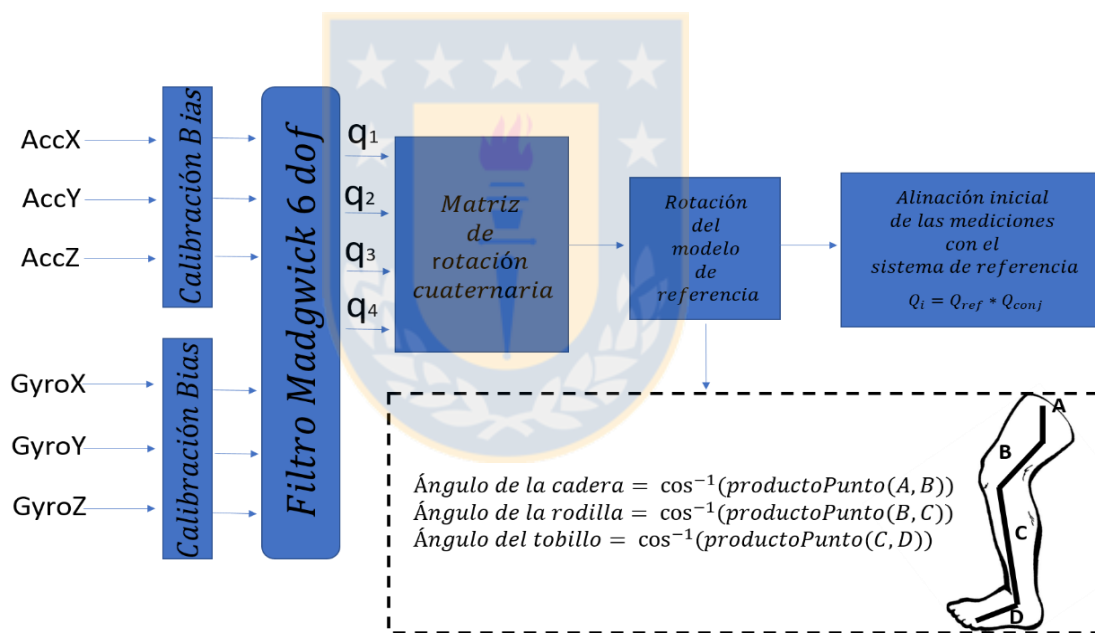 AccX
AccY
AccZ
Calibración Bias
GyroX
GyroY
GyroZ
Calibración Bias
Filtro Madgwick 6 dof
q1
q2
q3
q4
Matriz
de
rotación
cuaternaria
Rotación
del
modelo
de
referencia
Alinación inicial
de las mediciones
con el
sistema de referencia
Q_i = Q_ref * Q_conj
Ángulo de la cadera = cos⁻¹(productoPunto(A, B))
Ángulo de la rodilla = cos⁻¹(productoPunto(B, C))
Ángulo del tobillo = cos⁻¹(productoPunto(C, D))
A
B
C
D